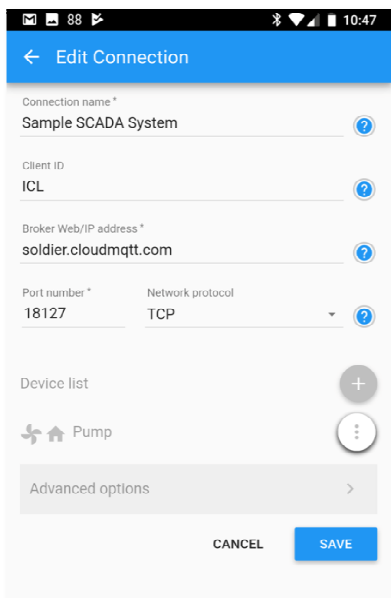 88 10:47
Edit Connection
Connection name *
Sample SCADA System
Client ID
ICL
Broker Web/IP address *
soldier.cloudmqtt.com
Port number * Network protocol
18127 TCP
Device list
Pump
Advanced options
CANCEL SAVE